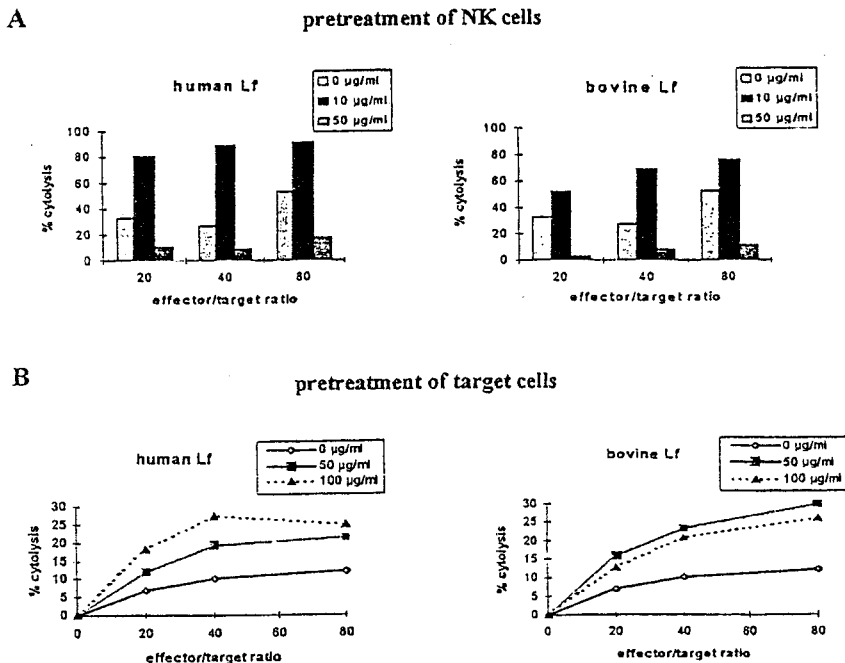 A
pretreatment of NK cells
human Lf
0 µg/ml
10 µg/ml
50 µg/ml
100
80
60
40
20
0
% cytolysis
20 40 80
effector/target ratio
bovine Lf
0 µg/ml
10 µg/ml
50 µg/ml
100
80
60
40
20
0
% cytolysis
20 40 80
effector/target ratio
B
pretreatment of target cells
human Lf
0 µg/ml
50 µg/ml
100 µg/ml
30
25
20
15
10
5
0
% cytolysis
0 20 40 80
effector/target ratio
bovine Lf
0 µg/ml
50 µg/ml
100 µg/ml
30
25
20
15
10
5
0
% cytolysis
0 20 40 80
effector/target ratio